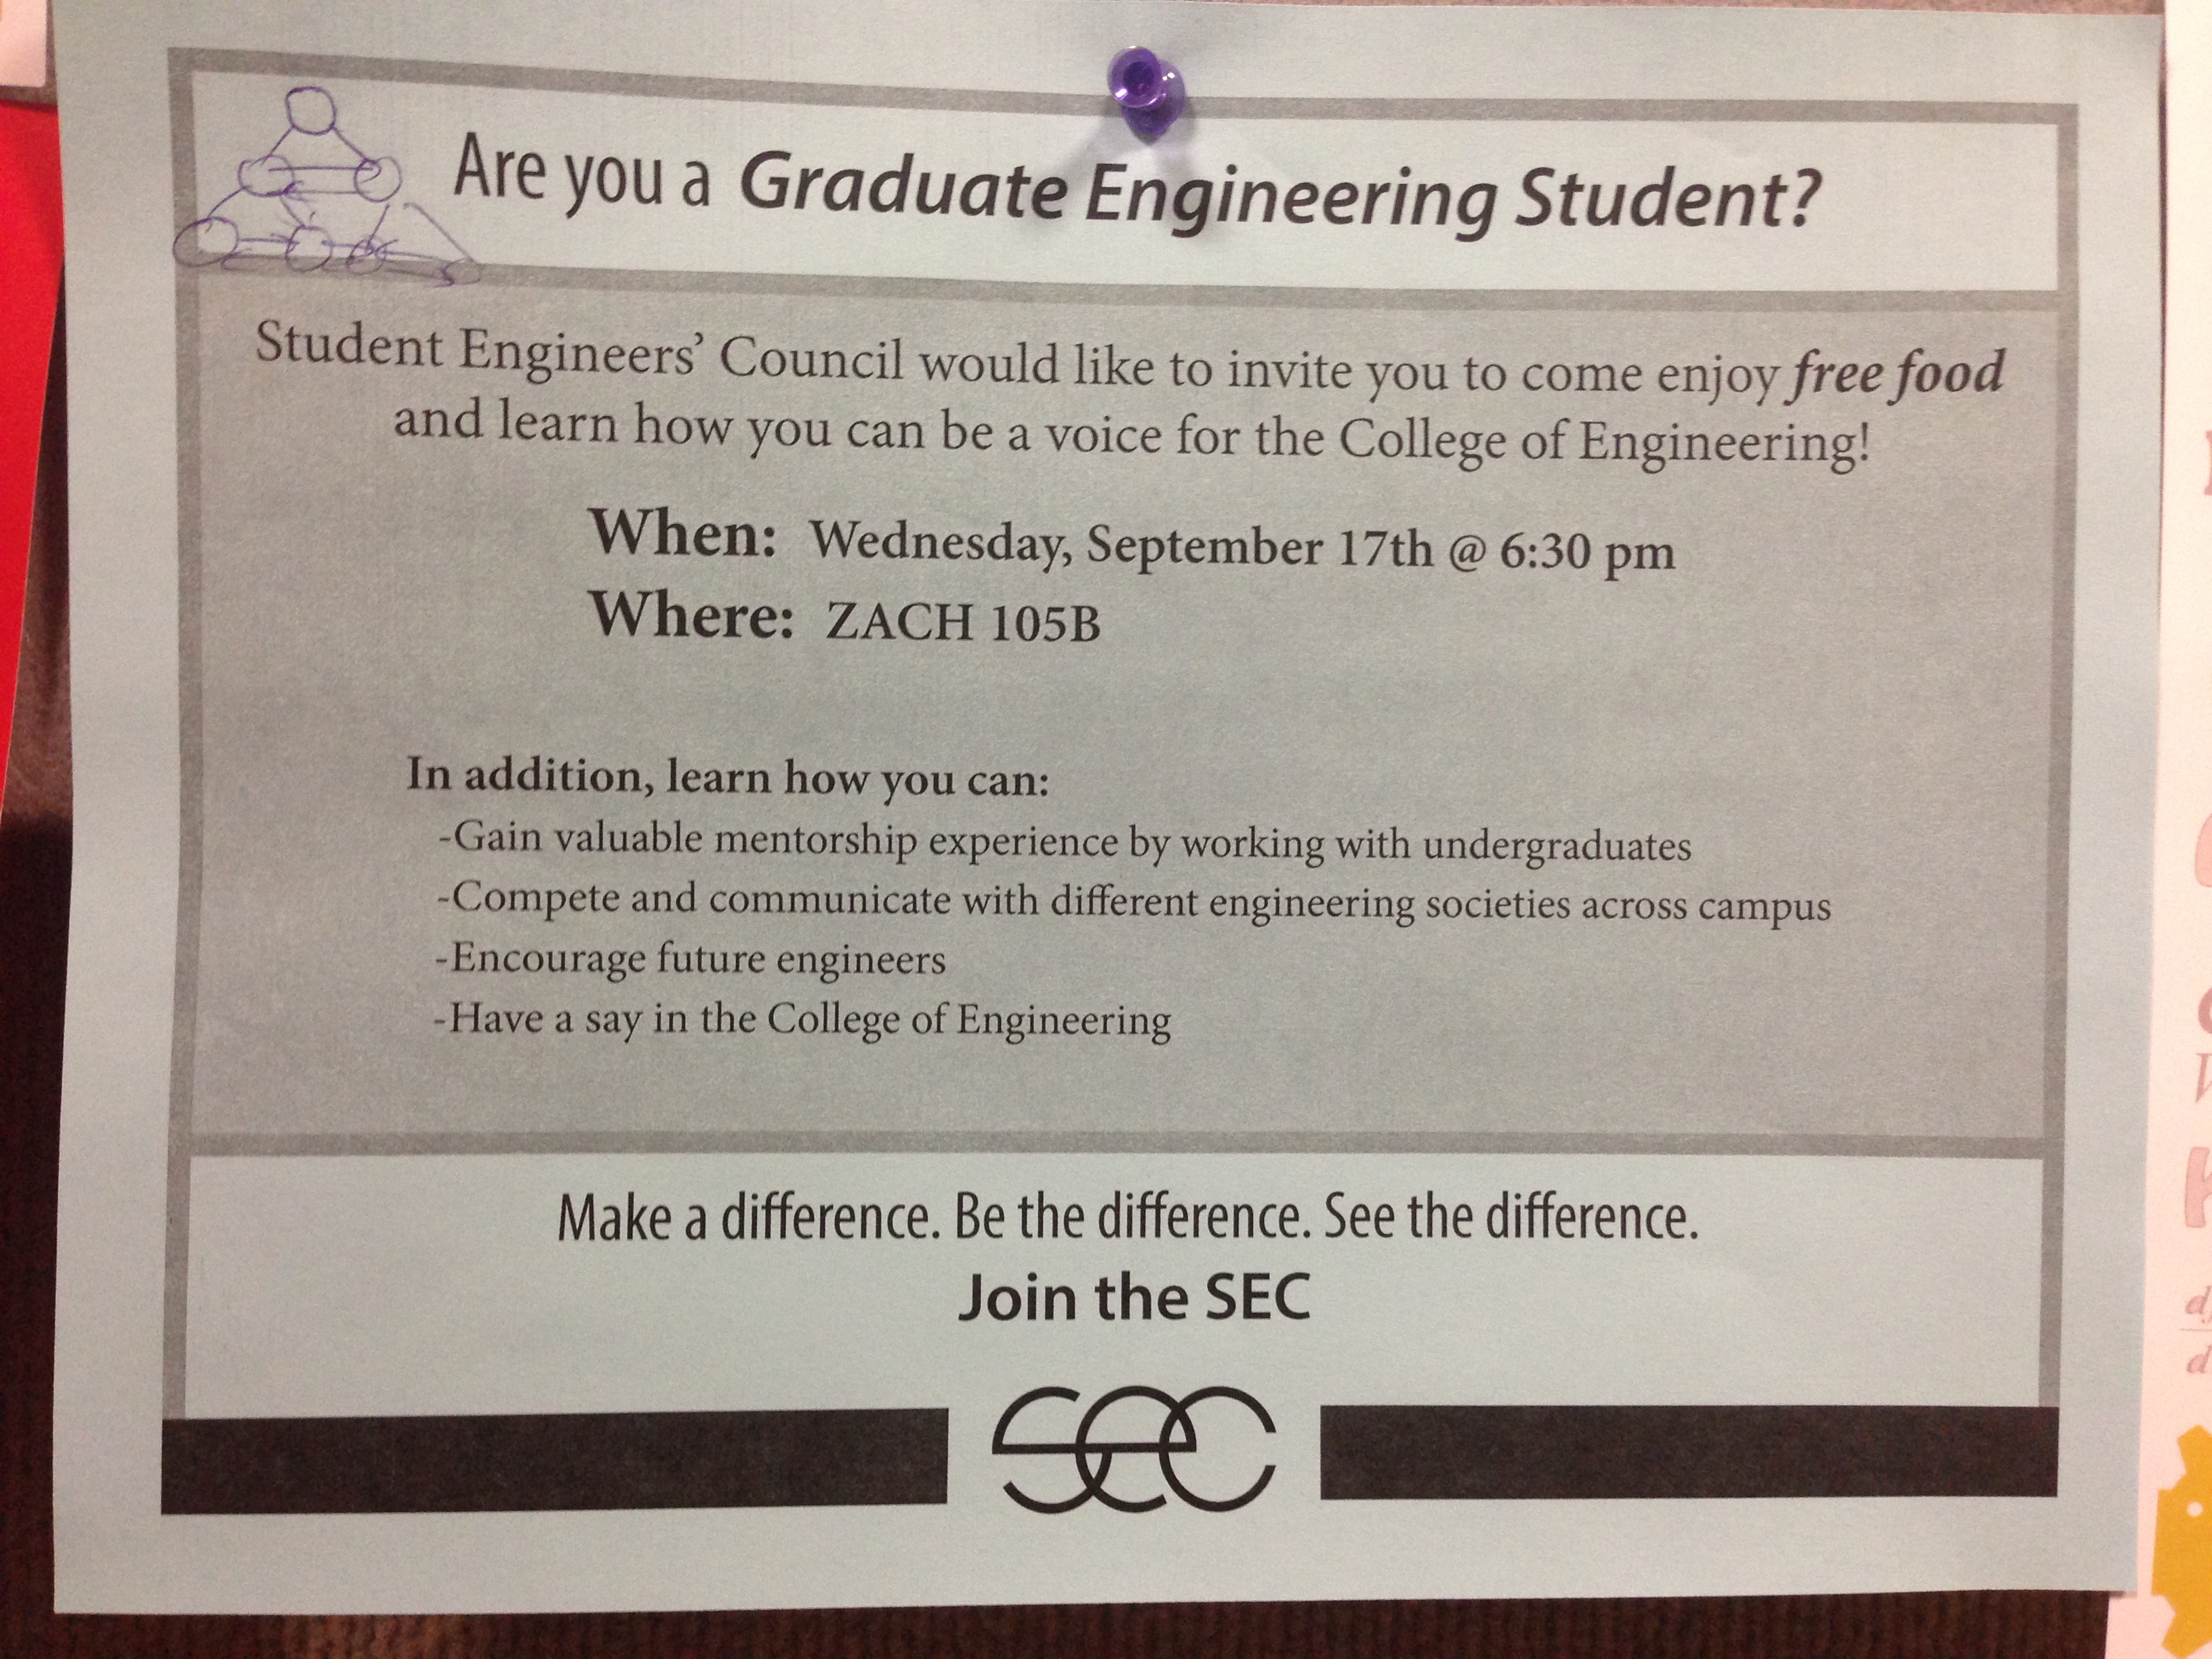 Are you a Graduate Engineering Student?
Student Engineers’ Council would like to invite you to come enjoy free food
and learn how you can be a voice for the College of Engineering!
When: Wednesday, September 17th @ 6:30 pm
Where: ZACH 105B
In addition, learn how you can:
-Gain valuable mentorship experience by working with undergraduates
-Compete and communicate with different engineering societies across campus
-Encourage future engineers
-Have a say in the College of Engineering
Make a difference. Be the difference. See the difference.
Join the SEC
sec